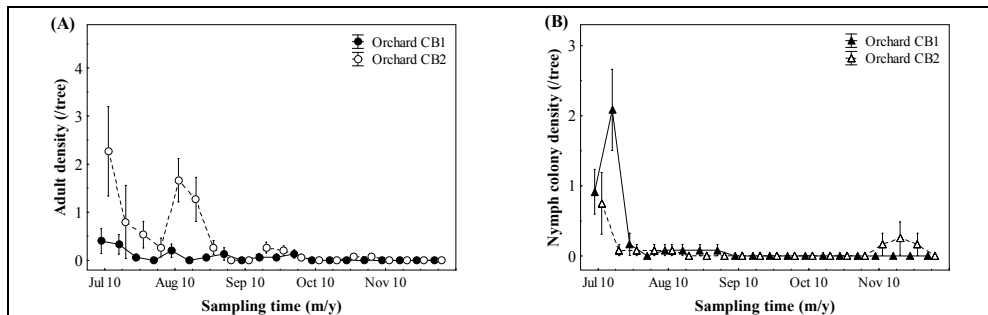 (A)
Orchard CB1
Orchard CB2
Adult density (/tree)
4
3
2
1
0
Jul 10 Aug 10 Sep 10 Oct 10 Nov 10
Sampling time (m/y)
(B)
Orchard CB1
Orchard CB2
Nymph colony density (/tree)
3
2
1
0
Jul 10 Aug 10 Sep 10 Oct 10 Nov 10
Sampling time (m/y)